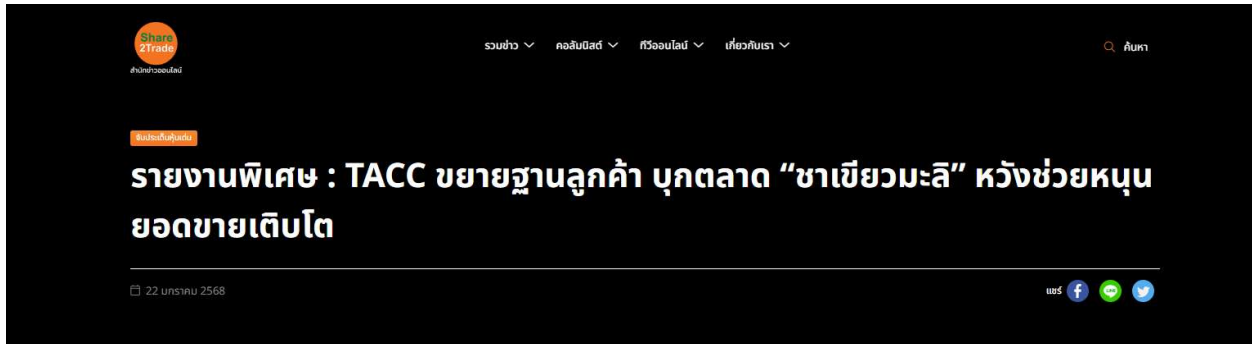 Share
2Trade
สำนักข่าวออนไลน์
รวมข่าว
คอลัมนิสต์
ทีวีออนไลน์
เกี่ยวกับเรา
ค้นหา
จับประเด็นหุ้นเด่น
รายงานพิเศษ : TACC ขยายฐานลูกค้า บุกตลาด “ชาเขียวมะลิ” หวังช่วยหนุน
ยอดขายเติบโต
22 มกราคม 2568
แชร์
LINE